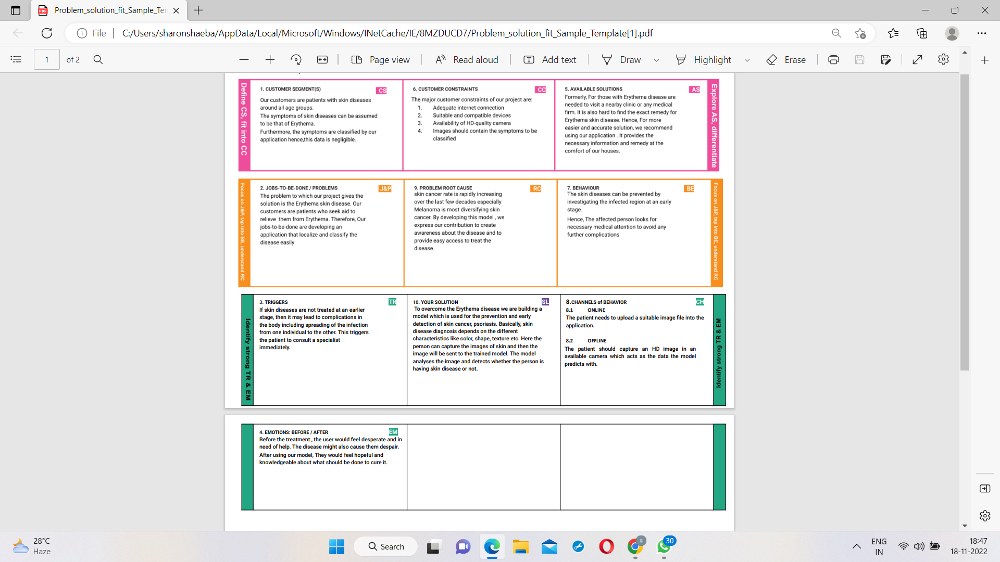 Problem_solution_fit_Sample_Ter
File
C:/Users/sharonshaeba/AppData/Local/Microsoft/Windows/INetCache/IE/8MZDUCD7/Problem_solution_fit_Sample_Template[1].pdf
1 of 2
Page view
Read aloud
Add text
Draw
Highlight
Erase
Define CS, fit into CC
1. CUSTOMER SEGMENT(S)
CS
Our customers are patients with skin diseases
around all age groups.
The symptoms of skin diseases can be assumed
to be that of Erythema.
Furthermore, the symptoms are classified by our
application hence,this data is negligible.
6. CUSTOMER CONSTRAINTS
CC
The major customer constraints of our project are:
1. Adequate internet connection
2. Suitable and compatible devices
3. Availability of HD-quality camera
4. Images should contain the symptoms to be
classified
5. AVAILABLE SOLUTIONS
AS
Formerly, For those with Erythema disease are
needed to visit a nearby clinic or any medical
firm. It is also hard to find the exact remedy for
Erythema skin disease. Hence, For more
easier and accurate solution, we recommend
using our application . It provides the
necessary information and remedy at the
comfort of our houses.
Explore AS, differentiate
Focus on J&P, tap into BE, understand RC
2. JOBS-TO-BE-DONE / PROBLEMS
J&P
The problem to which our project gives the
solution is the Erythema skin disease. Our
customers are patients who seek aid to
relieve them from Erythema. Therefore, Our
jobs-to-be-done are developing an
application that localize and classify the
disease easily
9. PROBLEM ROOT CAUSE
RC
skin cancer rate is rapidly increasing
over the last few decades especially
Melanoma is most diversifying skin
cancer. By developing this model , we
express our contribution to create
awareness about the disease and to
provide easy access to treat the
disease.
7. BEHAVIOUR
BE
The skin diseases can be prevented by
investigating the infected region at an early
stage.
Hence, The affected person looks for
necessary medical attention to avoid any
further complications
Focus on J&P, tap into BE, understand RC
Identify strong TR & EM
3. TRIGGERS
TR
If skin diseases are not treated at an earlier
stage, then it may lead to complications in
the body including spreading of the infection
from one individual to the other. This triggers
the patient to consult a specialist
immediately.
10. YOUR SOLUTION
SL
To overcome the Erythema disease we are building a
model which is used for the prevention and early
detection of skin cancer, psoriasis. Basically, skin
disease diagnosis depends on the different
characteristics like color, shape, texture etc. Here the
person can capture the images of skin and then the
image will be sent to the trained model. The model
analyses the image and detects whether the person is
having skin disease or not.
8.CHANNELS of BEHAVIOR
CH
8.1 ONLINE
The patient needs to upload a suitable image file into the
application.
8.2 OFFLINE
The patient should capture an HD image in an
available camera which acts as the data the model
predicts with.
Identify strong TR & EM
4. EMOTIONS: BEFORE / AFTER
EM
Before the treatment , the user would feel desperate and in
need of help. The disease might also cause them despair.
After using our model, They would feel hopeful and
knowledgeable about what should be done to cure it.
28°C
Haze
Search
S
30
ENG
IN
18:47
18-11-2022